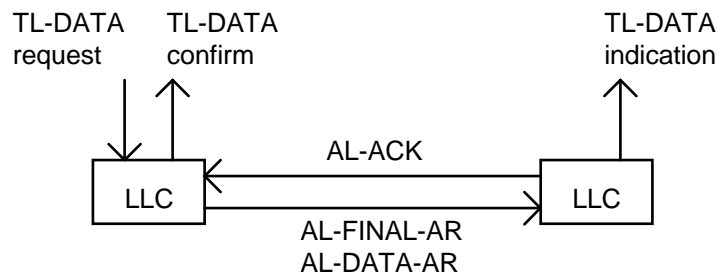 TL-DATA
request
TL-DATA
confirm
TL-DATA
indication
AL-ACK
LLC
LLC
AL-FINAL-AR
AL-DATA-AR